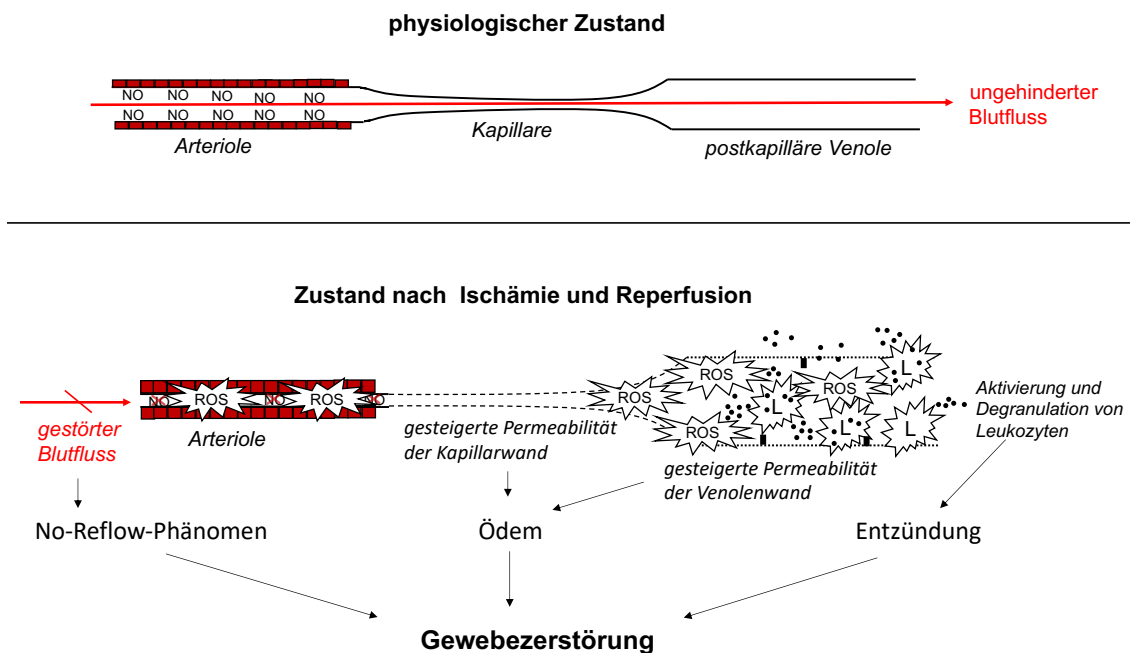 physiologischer Zustand
NO NO NO NO NO
NO NO NO NO NO
ungehinderter
Blutfluss
Arteriole
Kapillare
postkapilläre Venole
Zustand nach Ischämie und Reperfusion
L
ROS
ROS
NO ROS NO ROS NO
ROS
L
L
L
ROS
Aktivierung und
Degranulation von
Leukozyten
gestörter
Blutfluss
Arteriole
gesteigerte Permeabilität
der Kapillarwand
gesteigerte Permeabilität
der Venolenwand
No-Reflow-Phänomen
Ödem
Entzündung
Gewebezerstörung